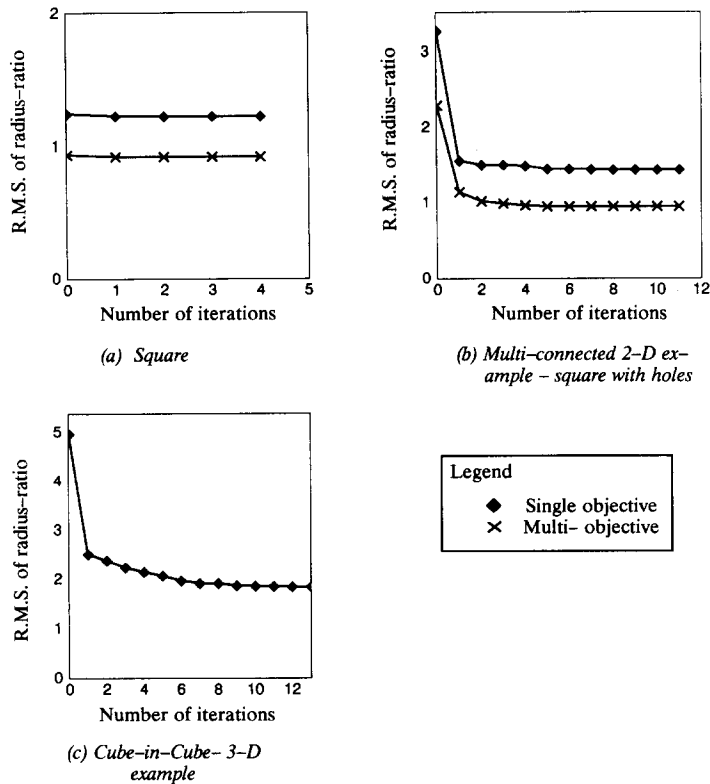 2
1
0
R.M.S. of radius–ratio
0 1 2 3 4 5
Number of iterations
(a) Square
3
2
1
0
R.M.S. of radius–ratio
0 2 4 6 8 10 12
Number of iterations
(b) Multi–connected 2–D ex–
ample – square with holes
5
4
3
2
1
0
R.M.S. of radius–ratio
0 2 4 6 8 10 12
Number of iterations
(c) Cube–in–Cube– 3–D
example
Legend
Single objective
Multi– objective